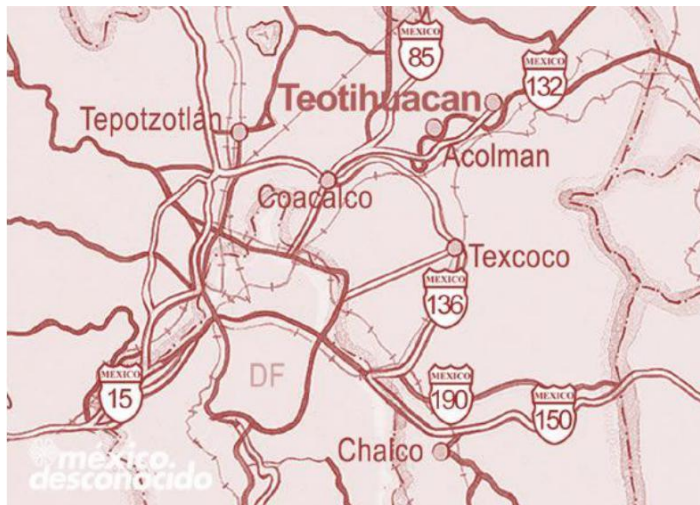 MEXICO
85
MEXICO
132
Teotihuacan
Tepotzotlán
Acolman
Coacalco
Texcoco
MEXICO
136
DF
MEXICO
15
MEXICO
190
MEXICO
150
Chalco
méxico.
desconocido